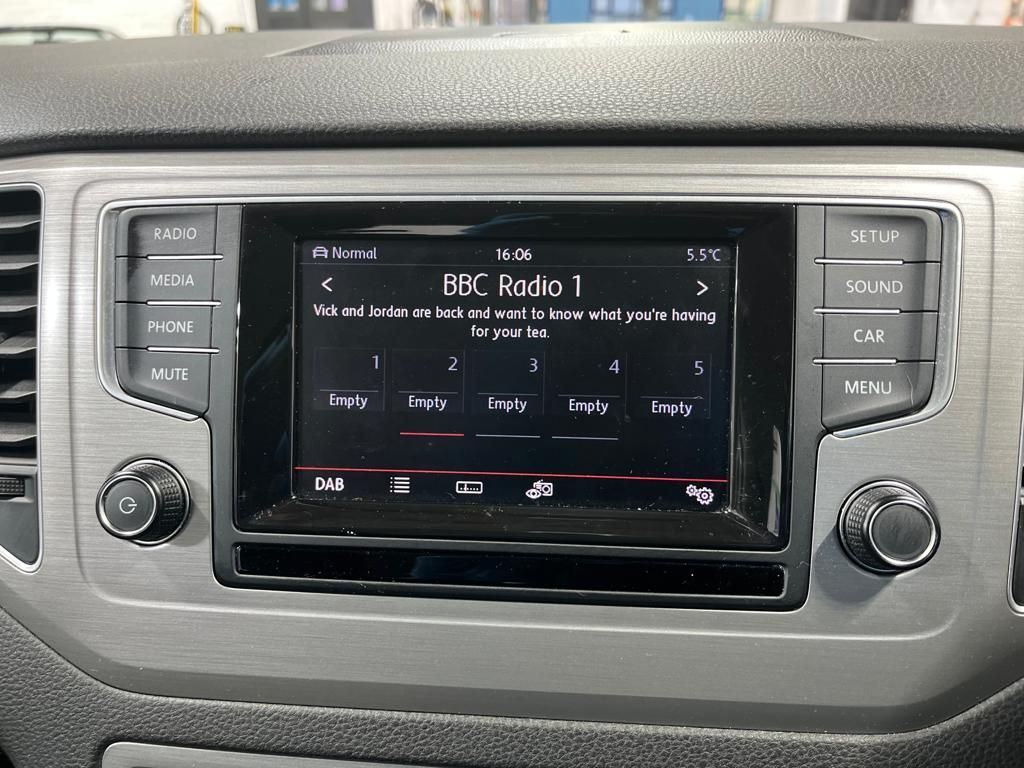 RADIO
MEDIA
PHONE
MUTE
Normal 16:06 5.5°C
< BBC Radio 1 >
Vick and Jordan are back and want to know what you're having
for your tea.
1 2 3 4 5
Empty Empty Empty Empty Empty
DAB
SETUP
SOUND
CAR
MENU